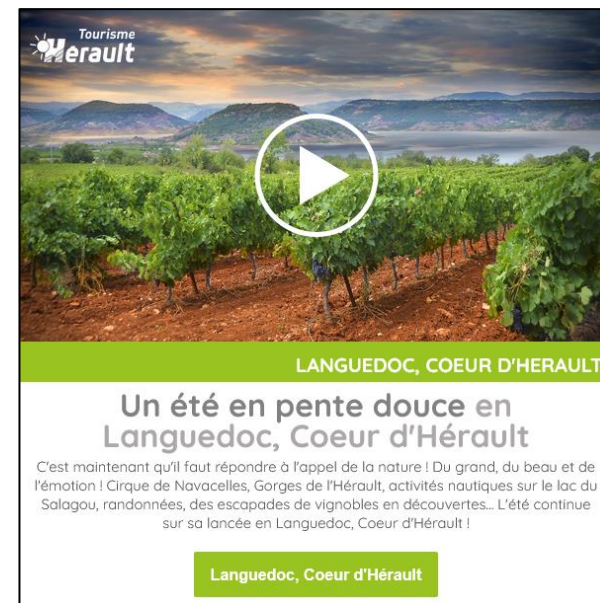 Tourisme
Herault
LANGUEDOC, COEUR D'HERAULT
Un été en pente douce en
Languedoc, Coeur d'Hérault
C'est maintenant qu'il faut répondre à l'appel de la nature ! Du grand, du beau et de
l'émotion ! Cirque de Navacelles, Gorges de l'Hérault, activités nautiques sur le lac du
Salagou, randonnées, des escapades de vignobles en découvertes... L'été continue
sur sa lancée en Languedoc, Coeur d'Hérault !
Languedoc, Coeur d'Hérault